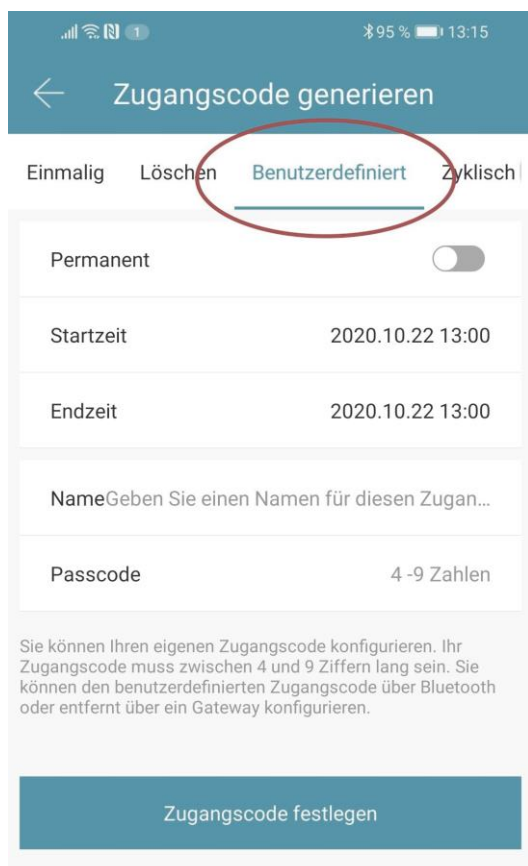 1 95 % 13:15
Zugangscode generieren
Einmalig Löschen Benutzerdefiniert Zyklisch
Permanent
Startzeit 2020.10.22 13:00
Endzeit 2020.10.22 13:00
Name Geben Sie einen Namen für diesen Zugan...
Passcode 4 -9 Zahlen
Sie können Ihren eigenen Zugangscode konfigurieren. Ihr
Zugangscode muss zwischen 4 und 9 Ziffern lang sein. Sie
können den benutzerdefinierten Zugangscode über Bluetooth
oder entfernt über ein Gateway konfigurieren.
Zugangscode festlegen